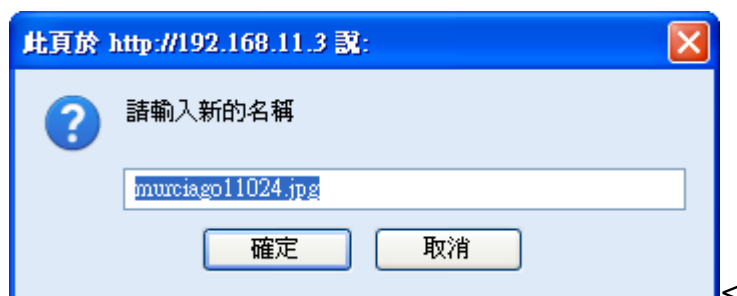 此頁於 http://192.168.11.3 說:
請輸入新的名稱
murciago11024.jpg
確定 取消
<